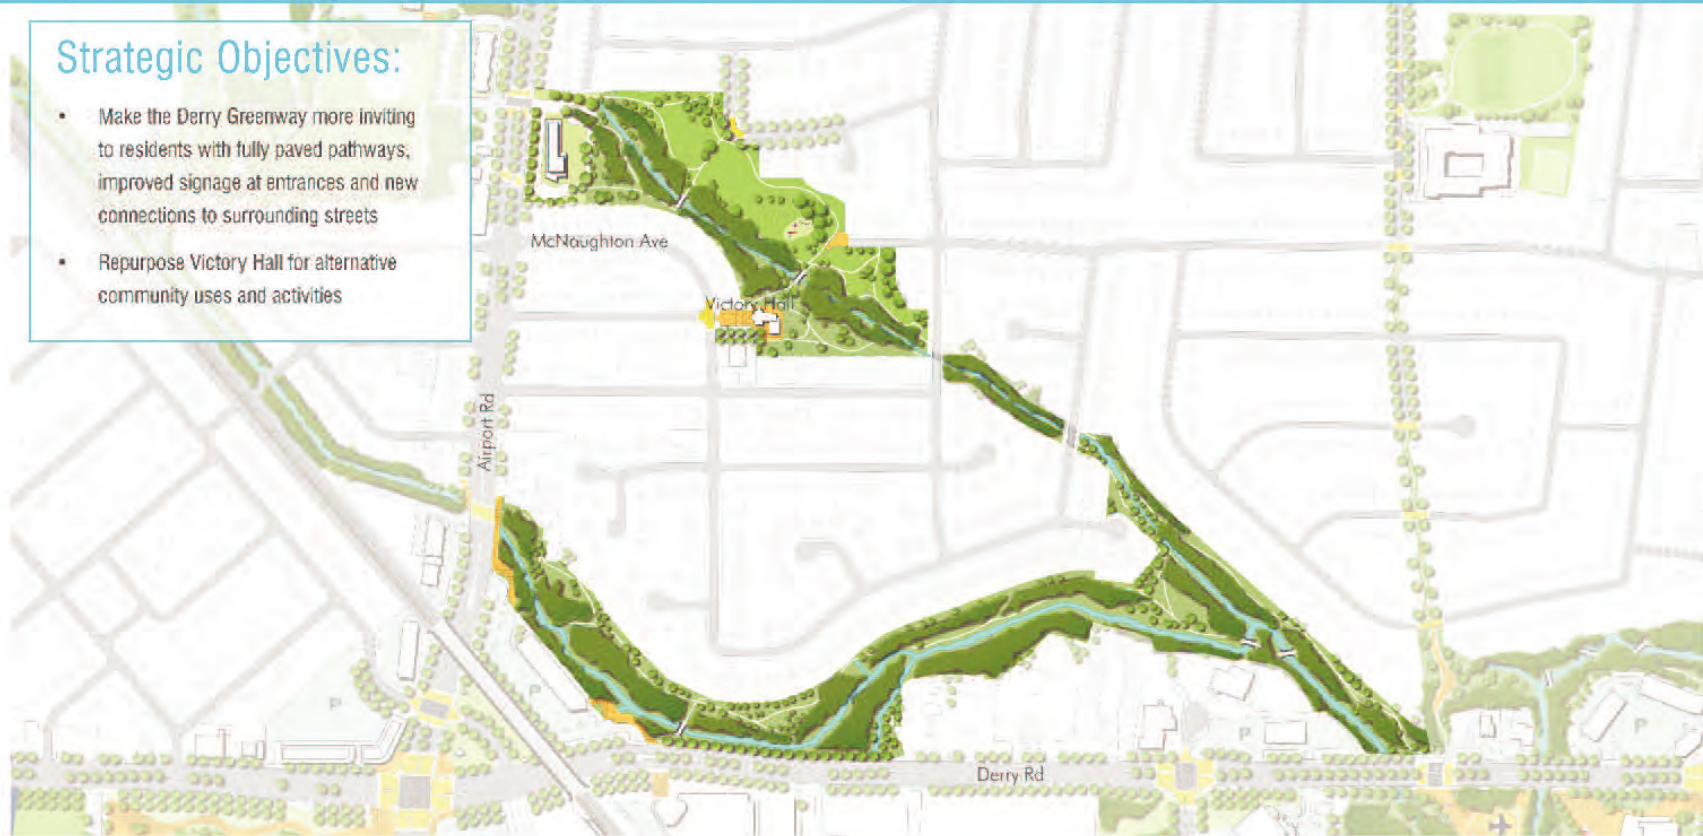 Strategic Objectives:
• Make the Derry Greenway more inviting
to residents with fully paved pathways,
improved signage at entrances and new
connections to surrounding streets
• Repurpose Victory Hall for alternative
community uses and activities
McNaughton Ave
Victory Hall
Airport Rd
P
P
P
P
Derry Rd